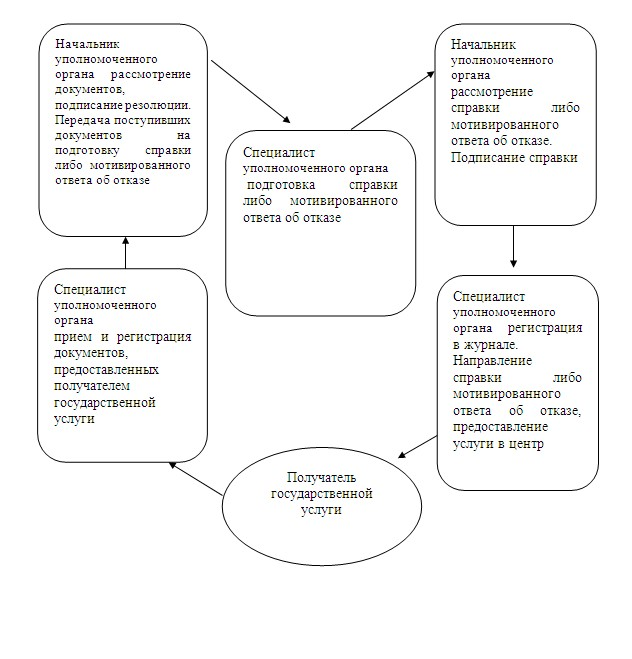 Начальник
уполномоченного
органа рассмотрение
документов,
подписание резолюции.
Передача поступивших
документов на
подготовку справки
либо мотивированного
ответа об отказе
Специалист
уполномоченного органа
подготовка справки
либо мотивированного
ответа об отказе
Начальник
уполномоченного
органа
рассмотрение
справки либо
мотивированного
ответа об отказе.
Подписание справки
Специалист
уполномоченного
органа
прием и регистрация
документов,
предоставленных
получателем
государственной
услуги
Специалист
уполномоченного
органа регистрация
в журнале.
Направление
справки либо
мотивированного
ответа об отказе,
предоставление
услуги в центр
Получатель
государственной
услуги